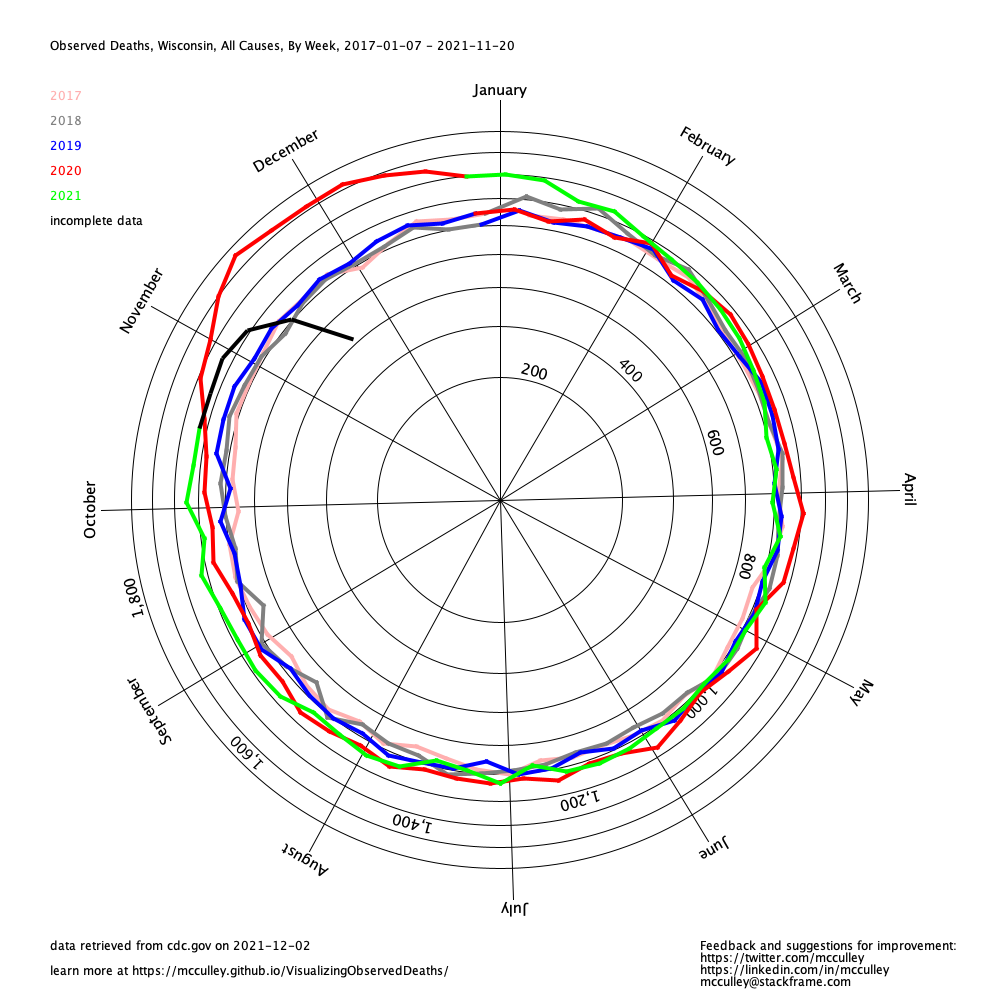 Observed Deaths, Wisconsin, All Causes, By Week, 2017-01-07 - 2021-11-20
2017
2018
2019
2020
2021
incomplete data
January
February
March
April
May
June
July
August
September
October
November
December
200
400
600
800
1,000
1,200
1,400
1,600
1,800
data retrieved from cdc.gov on 2021-12-02
learn more at https://mcculley.github.io/VisualizingObservedDeaths/
Feedback and suggestions for improvement:
https://twitter.com/mcculley
https://linkedin.com/in/mcculley
mcculley@stackframe.com